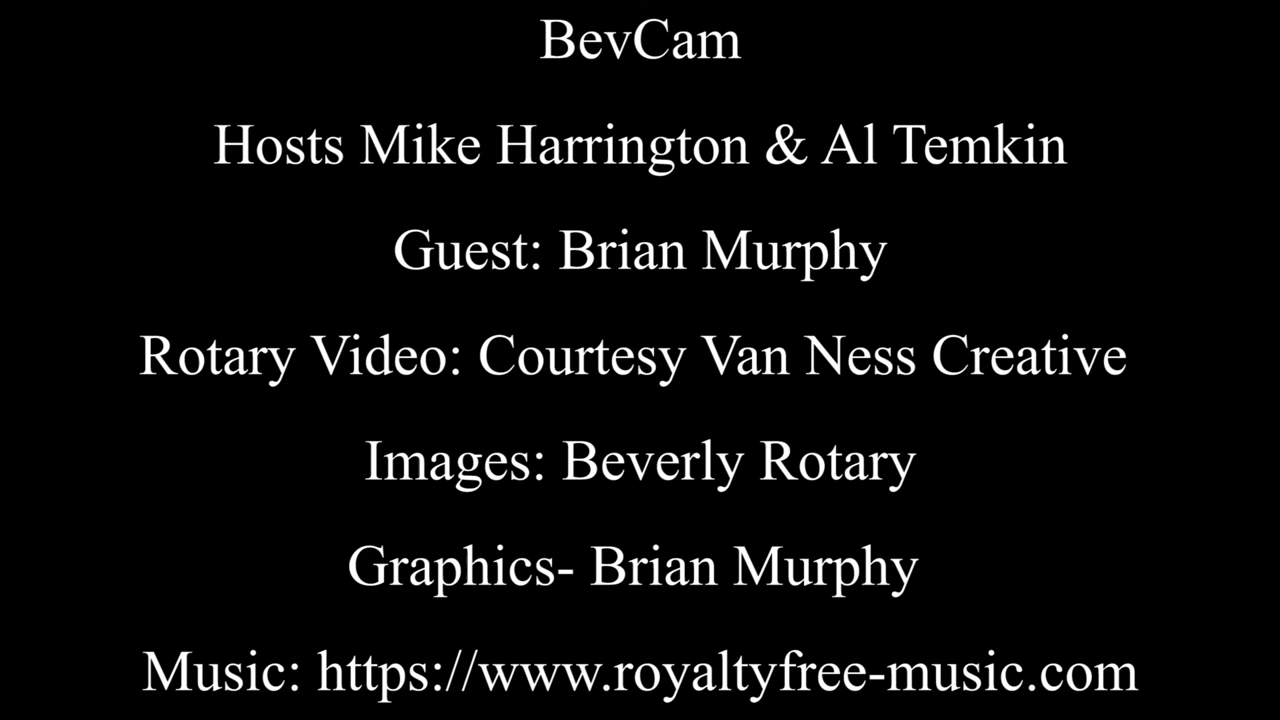 BevCam
Hosts Mike Harrington & Al Temkin
Guest: Brian Murphy
Rotary Video: Courtesy Van Ness Creative
Images: Beverly Rotary
Graphics- Brian Murphy
Music: https://www.royaltyfree-music.com